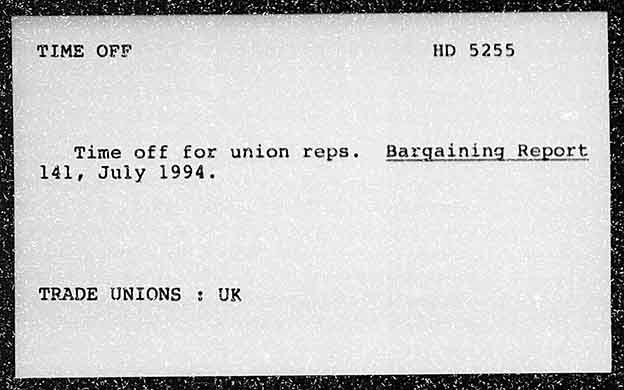 TIME OFF HD 5255
Time off for union reps. Bargaining Report
141, July 1994.
TRADE UNIONS : UK